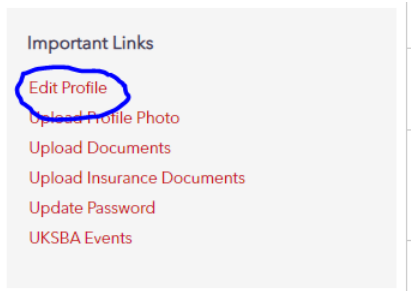 Important Links
Edit Profile
Upload Profile Photo
Upload Documents
Upload Insurance Documents
Update Password
UKSBA Events